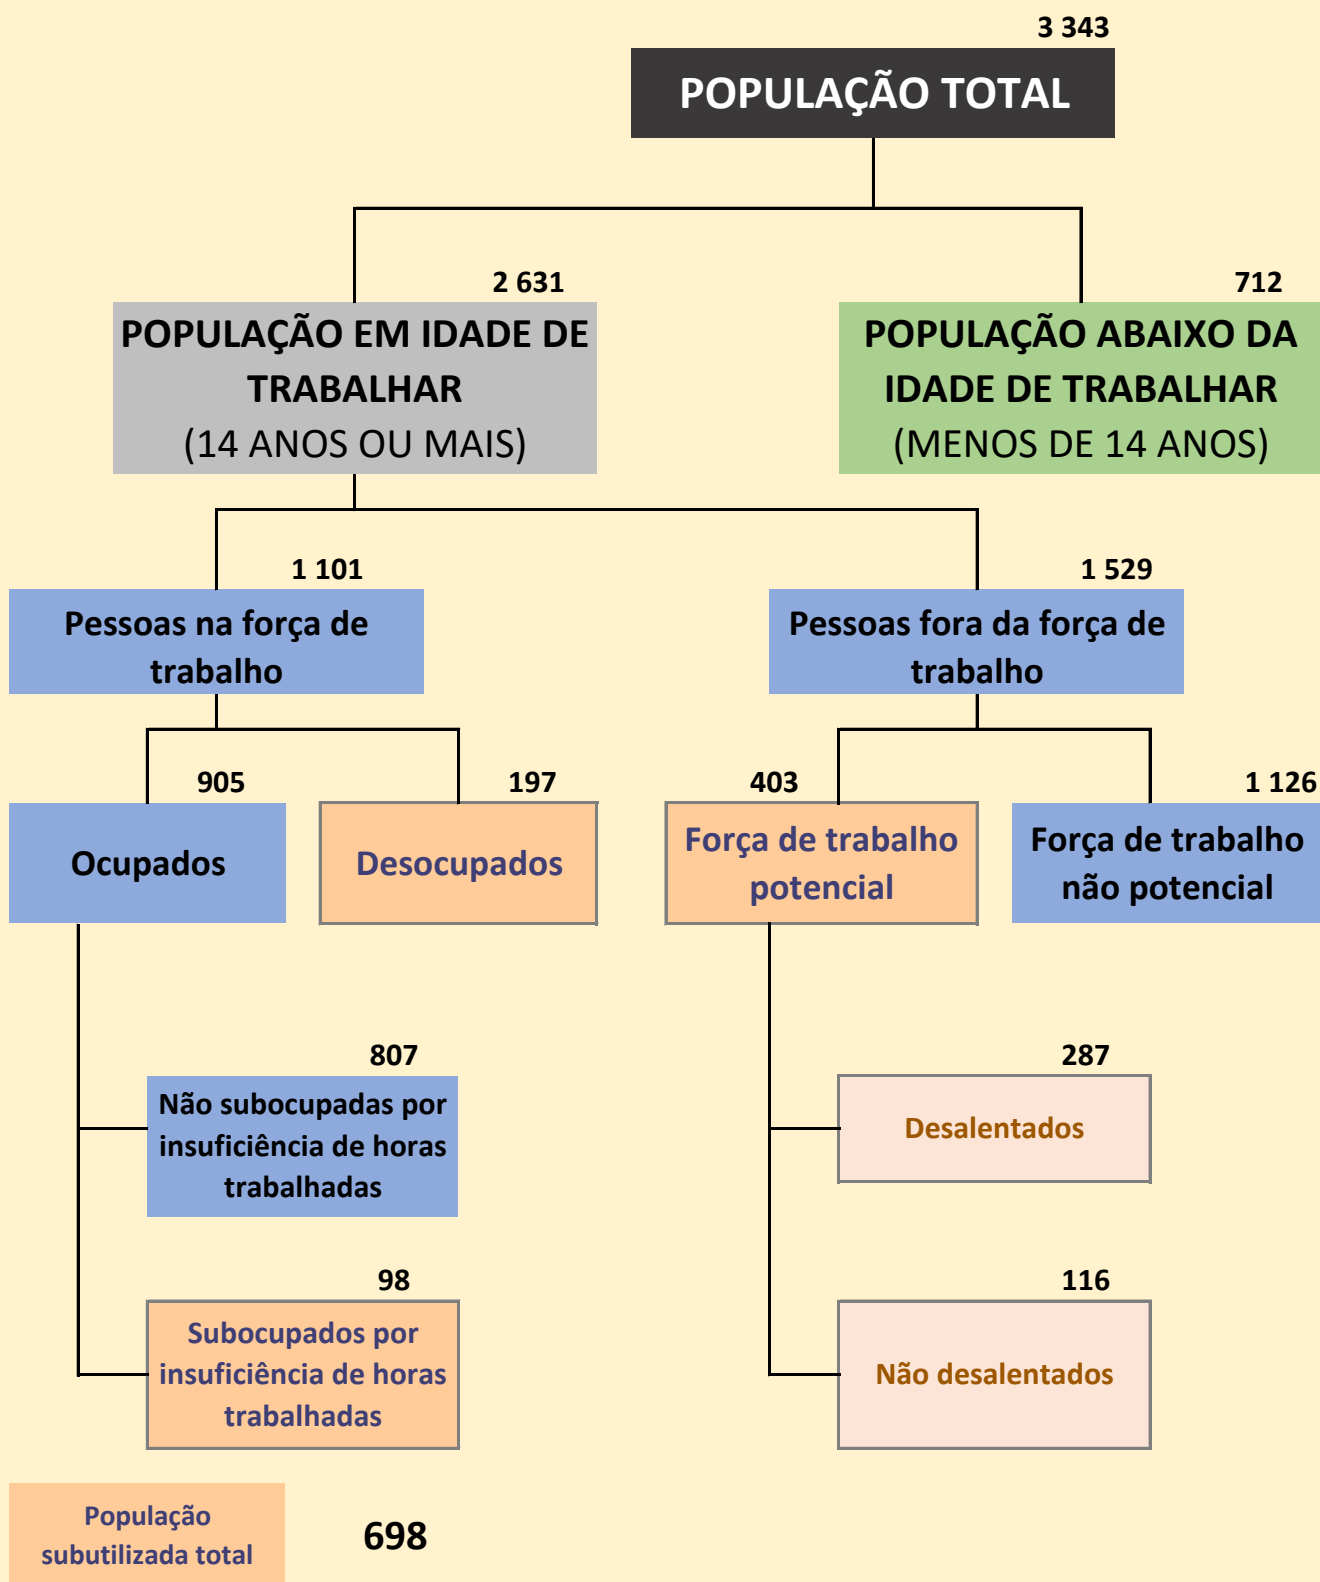 3 343
POPULAÇÃO TOTAL
2 631
POPULAÇÃO EM IDADE DE
TRABALHAR
(14 ANOS OU MAIS)
712
POPULAÇÃO ABAIXO DA
IDADE DE TRABALHAR
(MENOS DE 14 ANOS)
1 101
Pessoas na força de
trabalho
1 529
Pessoas fora da força de
trabalho
905
Ocupados
197
Desocupados
403
Força de trabalho
potencial
1 126
Força de trabalho
não potencial
807
Não subocupadas por
insuficiência de horas
trabalhadas
287
Desalentados
98
Subocupados por
insuficiência de horas
trabalhadas
116
Não desalentados
População
subutilizada total
698